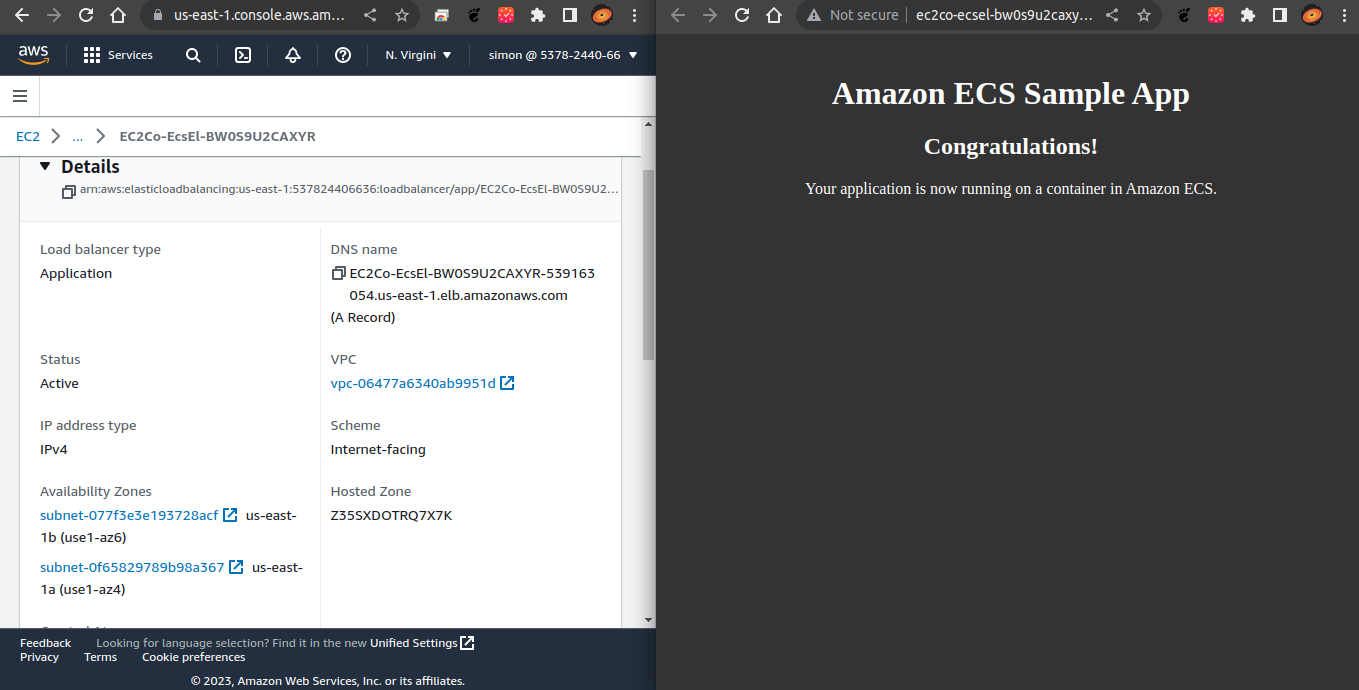 us-east-1.console.aws.am...
aws
Services
N. Virgini
simon @ 5378-2440-66
EC2
...
EC2Co-EcsEl-BW0S9U2CAXYR
Details
arn:aws:elasticloadbalancing:us-east-1:537824406636:loadbalancer/app/EC2Co-EcsEl-BW0S9U2...
Load balancer type
Application
DNS name
EC2Co-EcsEl-BW0S9U2CAXYR-539163
054.us-east-1.elb.amazonaws.com
(A Record)
Status
Active
VPC
vpc-06477a6340ab9951d
IP address type
IPv4
Scheme
Internet-facing
Availability Zones
subnet-077f3e3e193728acf us-east-
1b (use1-az6)
subnet-0f65829789b98a367 us-east-
1a (use1-az4)
Hosted Zone
Z35SXDOTRQ7X7K
Feedback
Looking for language selection? Find it in the new Unified Settings
Privacy
Terms
Cookie preferences
© 2023, Amazon Web Services, Inc. or its affiliates.
Not secure
ec2co-ecsel-bw0s9u2caxy...
Amazon ECS Sample App
Congratulations!
Your application is now running on a container in Amazon ECS.